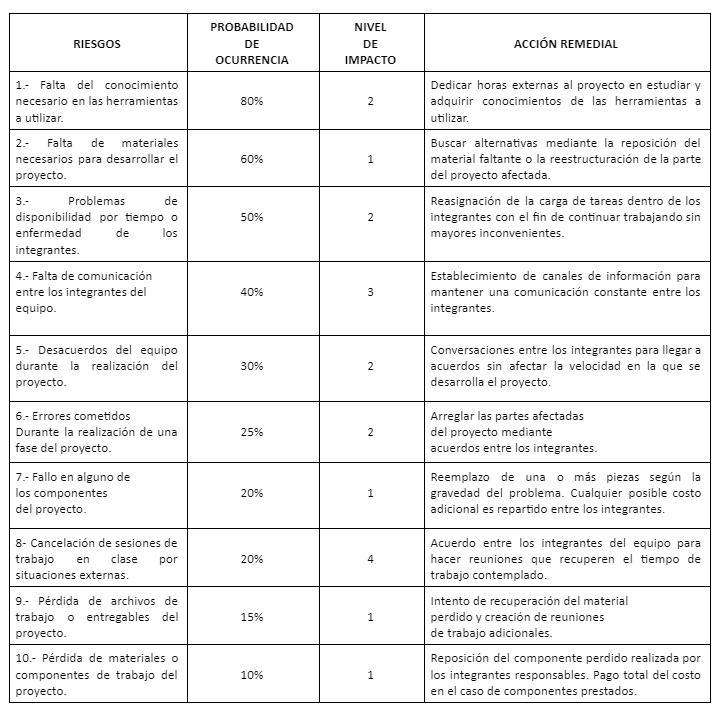 RIESGOS
PROBABILIDAD
DE
OCURRENCIA
NIVEL
DE
IMPACTO
ACCIÓN REMEDIAL
1.- Falta del conocimiento
necesario en las herramientas
a utilizar.
80%
2
Dedicar horas externas al proyecto en estudiar y
adquirir conocimientos de las herramientas a
utilizar.
2.- Falta de materiales
necesarios para desarrollar el
proyecto.
60%
1
Buscar alternativas mediante la reposición del
material faltante o la reestructuración de la parte
del proyecto afectada.
3.- Problemas de
disponibilidad por tiempo o
enfermedad de los
integrantes.
50%
2
Reasignación de la carga de tareas dentro de los
integrantes con el fin de continuar trabajando sin
mayores inconvenientes.
4.- Falta de comunicación
entre los integrantes del
equipo.
40%
3
Establecimiento de canales de información para
mantener una comunicación constante entre los
integrantes.
5.- Desacuerdos del equipo
durante la realización del
proyecto.
30%
2
Conversaciones entre los integrantes para llegar a
acuerdos sin afectar la velocidad en la que se
desarrolla el proyecto.
6.- Errores cometidos
Durante la realización de una
fase del proyecto.
25%
2
Arreglar las partes afectadas
del proyecto mediante
acuerdos entre los integrantes.
7.- Fallo en alguno de
los componentes
del proyecto.
20%
1
Reemplazo de una o más piezas según la
gravedad del problema. Cualquier posible costo
adicional es repartido entre los integrantes.
8- Cancelación de sesiones de
trabajo en clase por
situaciones externas.
20%
4
Acuerdo entre los integrantes del equipo para
hacer reuniones que recuperen el tiempo de
trabajo contemplado.
9.- Pérdida de archivos de
trabajo o entregables del
proyecto.
15%
1
Intento de recuperación del material
perdido y creación de reuniones
de trabajo adicionales.
10.- Pérdida de materiales o
componentes de trabajo del
proyecto.
10%
1
Reposición del componente perdido realizada por
los integrantes responsables. Pago total del costo
en el caso de componentes prestados.